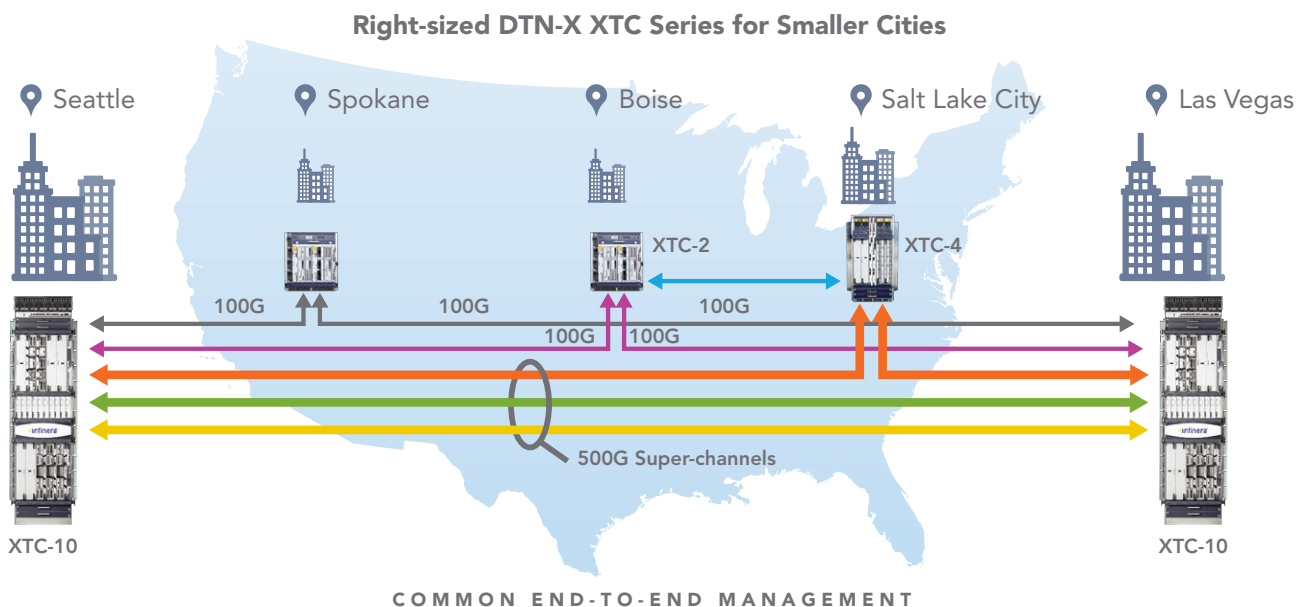 Right-sized DTN-X XTC Series for Smaller Cities
Seattle
Spokane
Boise
Salt Lake City
Las Vegas
XTC-2
XTC-4
100G
100G
100G
100G
100G
infinera
infinera
500G Super-channels
XTC-10
XTC-10
COMMON END-TO-END MANAGEMENT